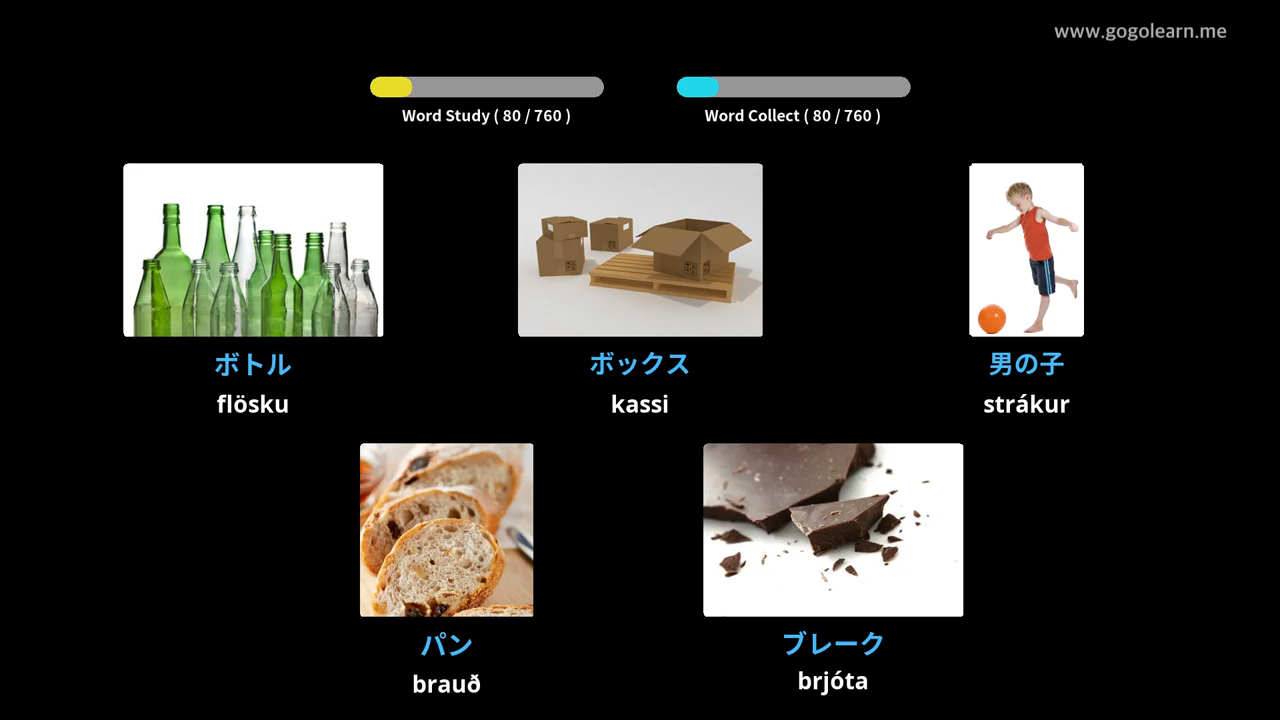 www.gogolearn.me
Word Study ( 80 / 760 )
Word Collect ( 80 / 760 )
ボトル
flösku
ボックス
kassi
男の子
strákur
パン
brauð
ブレーク
brjóta